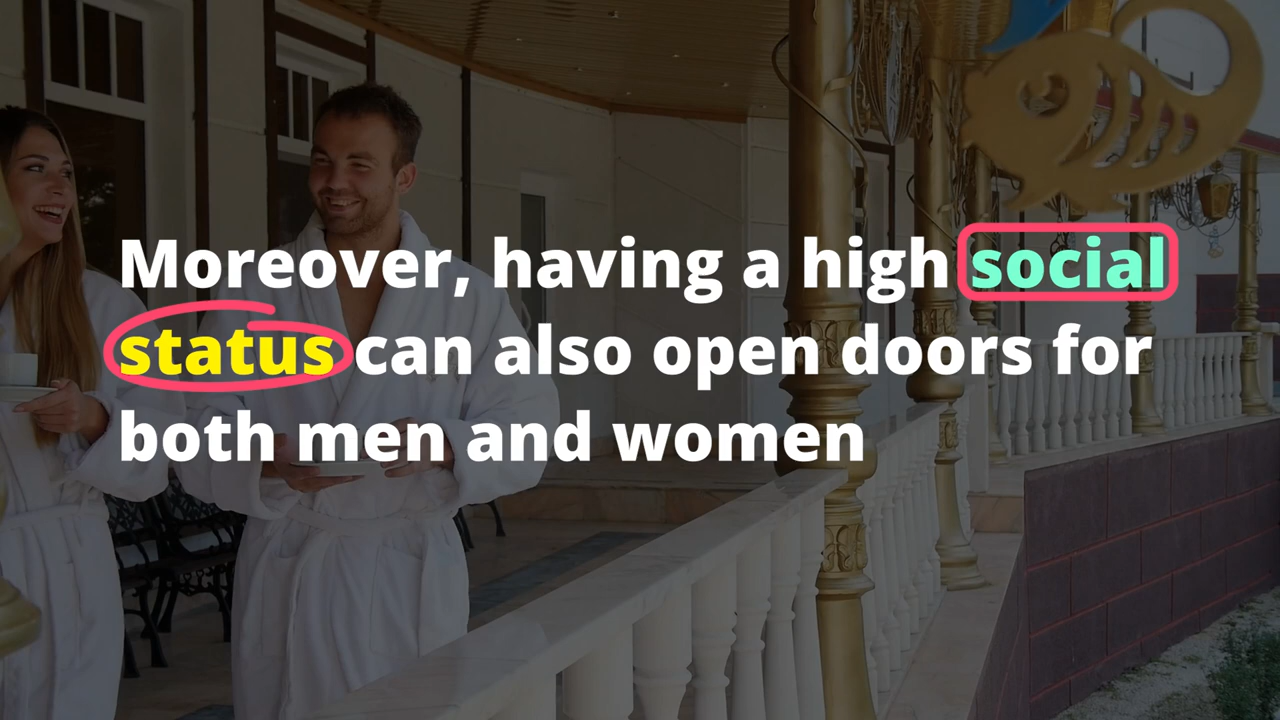 Moreover, having a high social
status can also open doors for
both men and women